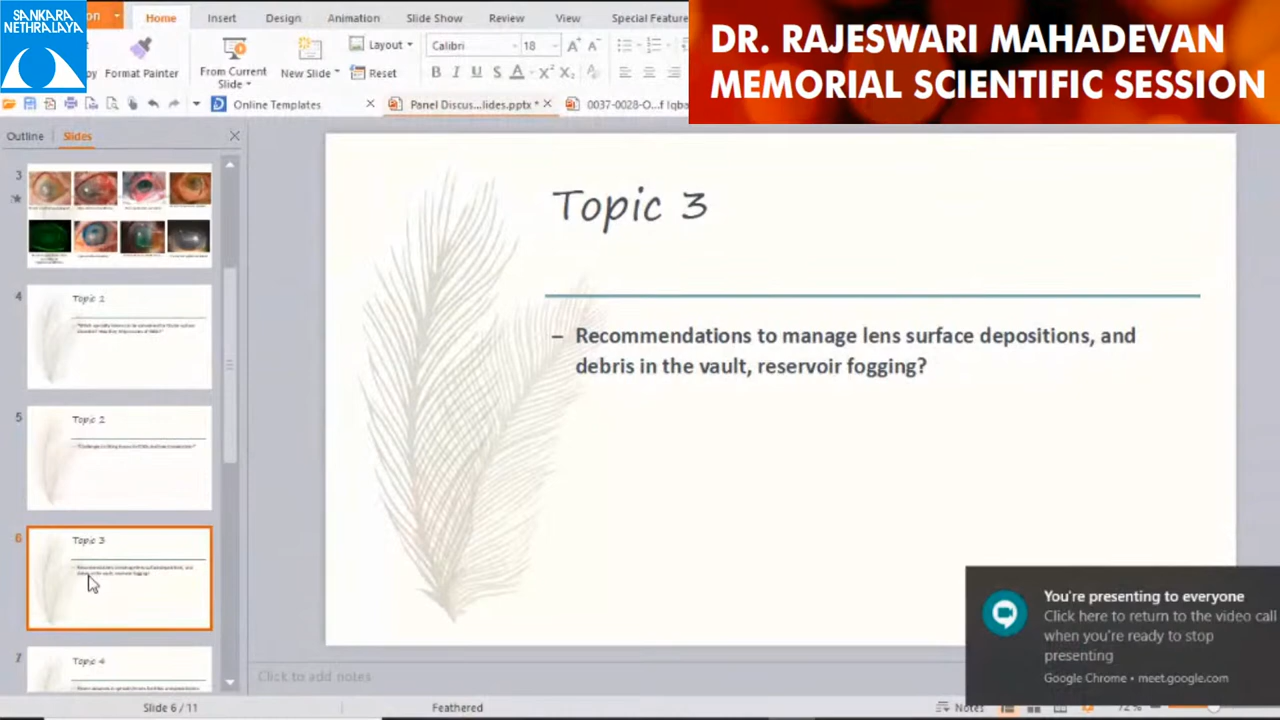 SANKARA
NETHRALAYA
Home
Insert
Design
Animation
Slide Show
Review
View
Special Feature
DR. RAJESWARI MAHADEVAN
MEMORIAL SCIENTIFIC SESSION
Format Painter
From Current
Slide
New Slide
Layout
Reset
Calibri
18
Online Templates
Panel Discus...lides.pptx *
0037-0028-O...f Iqba
Outline
Slides
3
4
Topic 1
5
Topic 2
6
Topic 3
7
Topic 4
Topic 3
– Recommendations to manage lens surface depositions, and
debris in the vault, reservoir fogging?
You're presenting to everyone
Click here to return to the video call
when you're ready to stop
presenting
Google Chrome • meet.google.com
Click to add notes
Slide 6 / 11
Feathered
Notes
72%